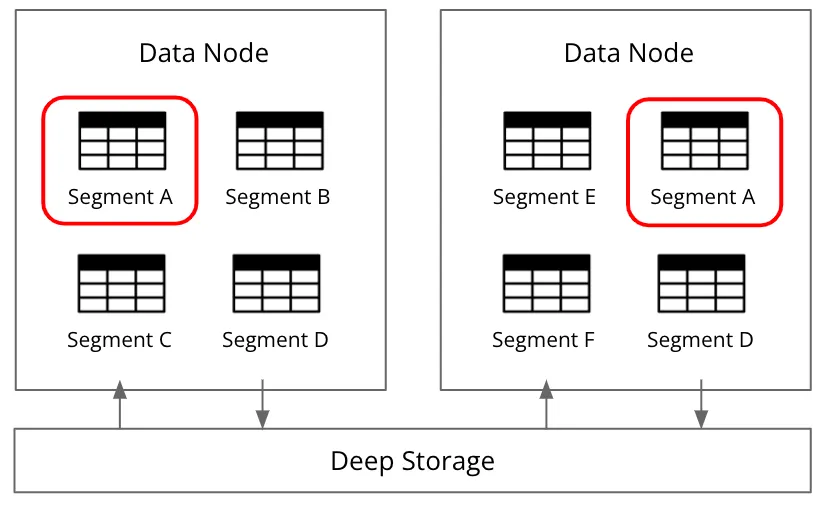 Data Node
Segment A
Segment B
Segment C
Segment D
Data Node
Segment E
Segment A
Segment F
Segment D
Deep Storage